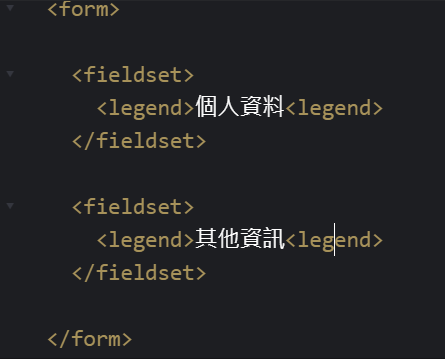 <form>
<fieldset>
<legend>個人資料<legend>
</fieldset>
<fieldset>
<legend>其他資訊<legend>
</fieldset>
</form>